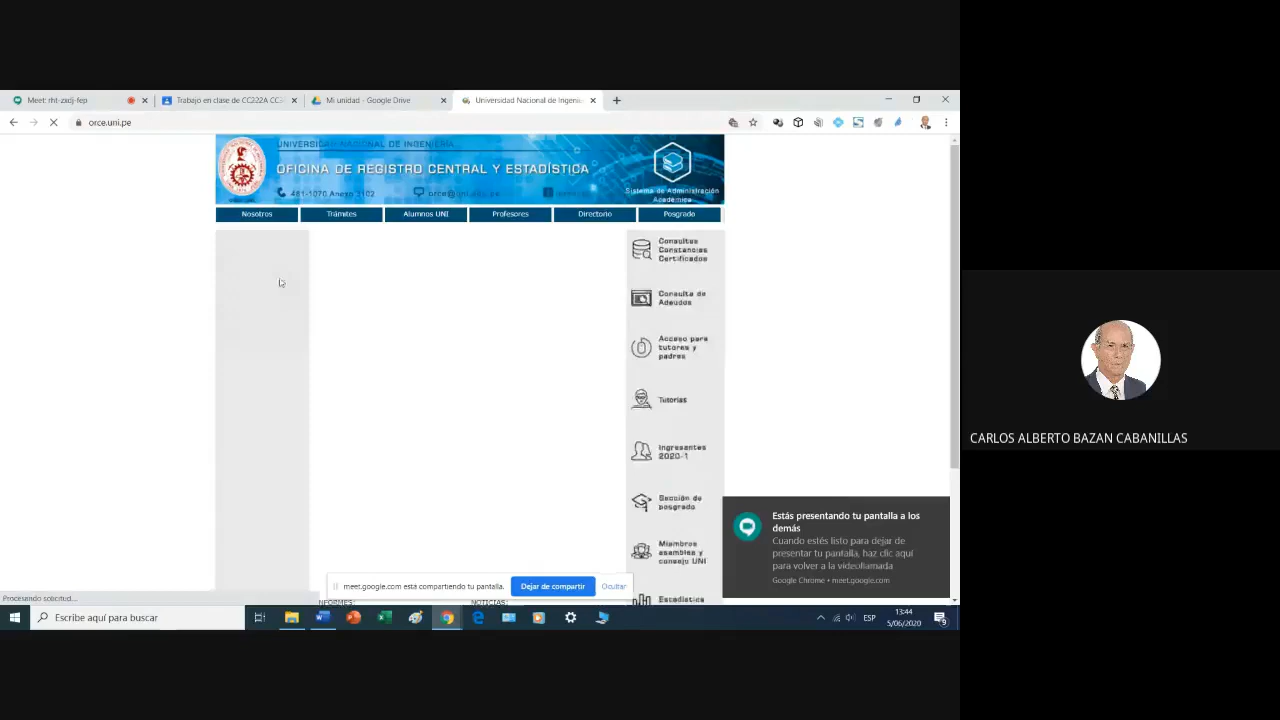 Meet: rht-zxdj-fep
Trabajo en clase de CC222A CC3
Mi unidad - Google Drive
Universidad Nacional de Ingenie
orce.uni.pe
UNIVERSIDAD NACIONAL DE INGENIERÍA
OFICINA DE REGISTRO CENTRAL Y ESTADÍSTICA
481-1070 Anexo 2102
Sistema de Administración
Académica
Nosotros
Trámites
Alumnos UNI
Profesores
Directorio
Posgrado
Consultas
Constancias
Certificados
Consulta de
Adeudos
Acceso para
tutores y
padres
Tutorías
Ingresantes
2020-1
Sección de
posgrado
Miembros
asamblea y
consejo UNI
Estadística
Estás presentando tu pantalla a los
demás
Cuando estés listo para dejar de
presentar tu pantalla, haz clic aquí
para volver a la videollamada
Google Chrome • meet.google.com
meet.google.com está compartiendo tu pantalla.
Dejar de compartir
Ocultar
Procesando solicitud...
NFORMES:
NOTICIAS:
Escribe aquí para buscar
ESP
13:44
5/06/2020
CARLOS ALBERTO BAZAN CABANILLAS